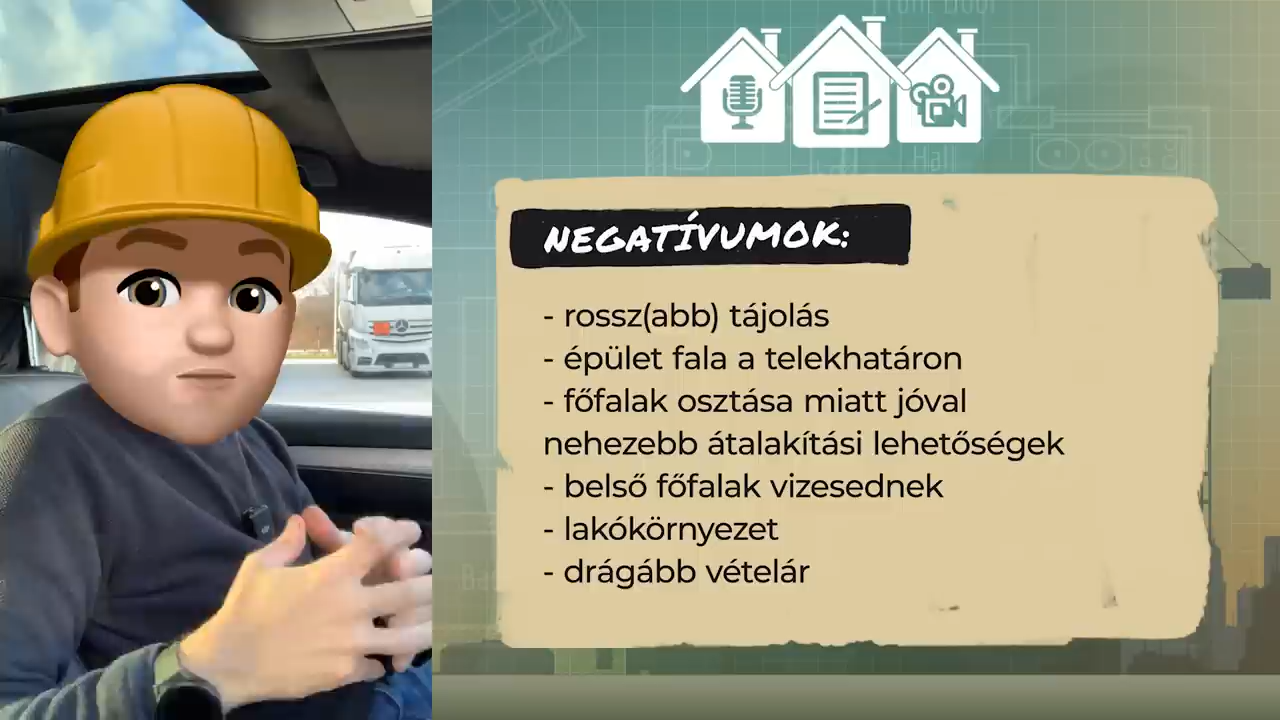 Hall
NEGATÍVUMOK:
- rossz(abb) tájolás
- épület fala a telekhatáron
- főfalak osztása miatt jóval
nehezebb átalakítási lehetőségek
- belső főfalak vizesednek
- lakókörnyezet
- drágább vételár